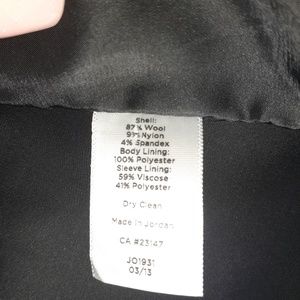 Shell:
87% Wool
9% Nylon
4% Spandex
Body Lining:
100% Polyester
Sleeve Lining:
59% Viscose
41% Polyester
Dry Clean
Made in Jordan
CA #23147
JO1931
03/13